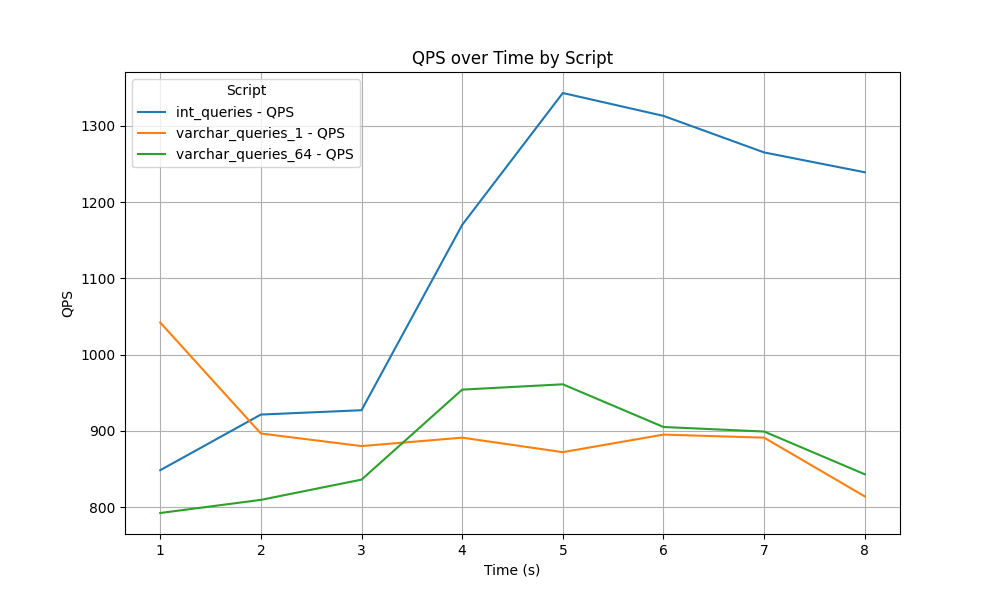 QPS over Time by Script
Script
int_queries - QPS
varchar_queries_1 - QPS
varchar_queries_64 - QPS
QPS
1300
1200
1100
1000
900
800
1 2 3 4 5 6 7 8
Time (s)